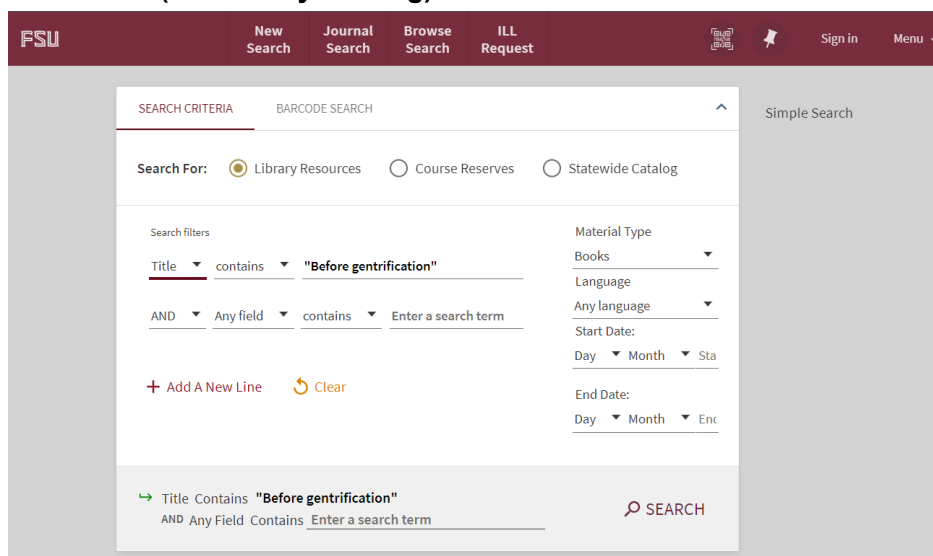 FSU
New Search
Journal Search
Browse Search
ILL Request
Sign in
Menu
SEARCH CRITERIA
BARCODE SEARCH
Simple Search
Search For:
Library Resources
Course Reserves
Statewide Catalog
Search filters
Title contains "Before gentrification"
AND Any field contains Enter a search term
+ Add A New Line
Clear
Material Type
Books
Language
Any language
Start Date:
Day Month Sta
End Date:
Day Month
Title Contains "Before gentrification"
AND Any Field Contains Enter a search term
SEARCH